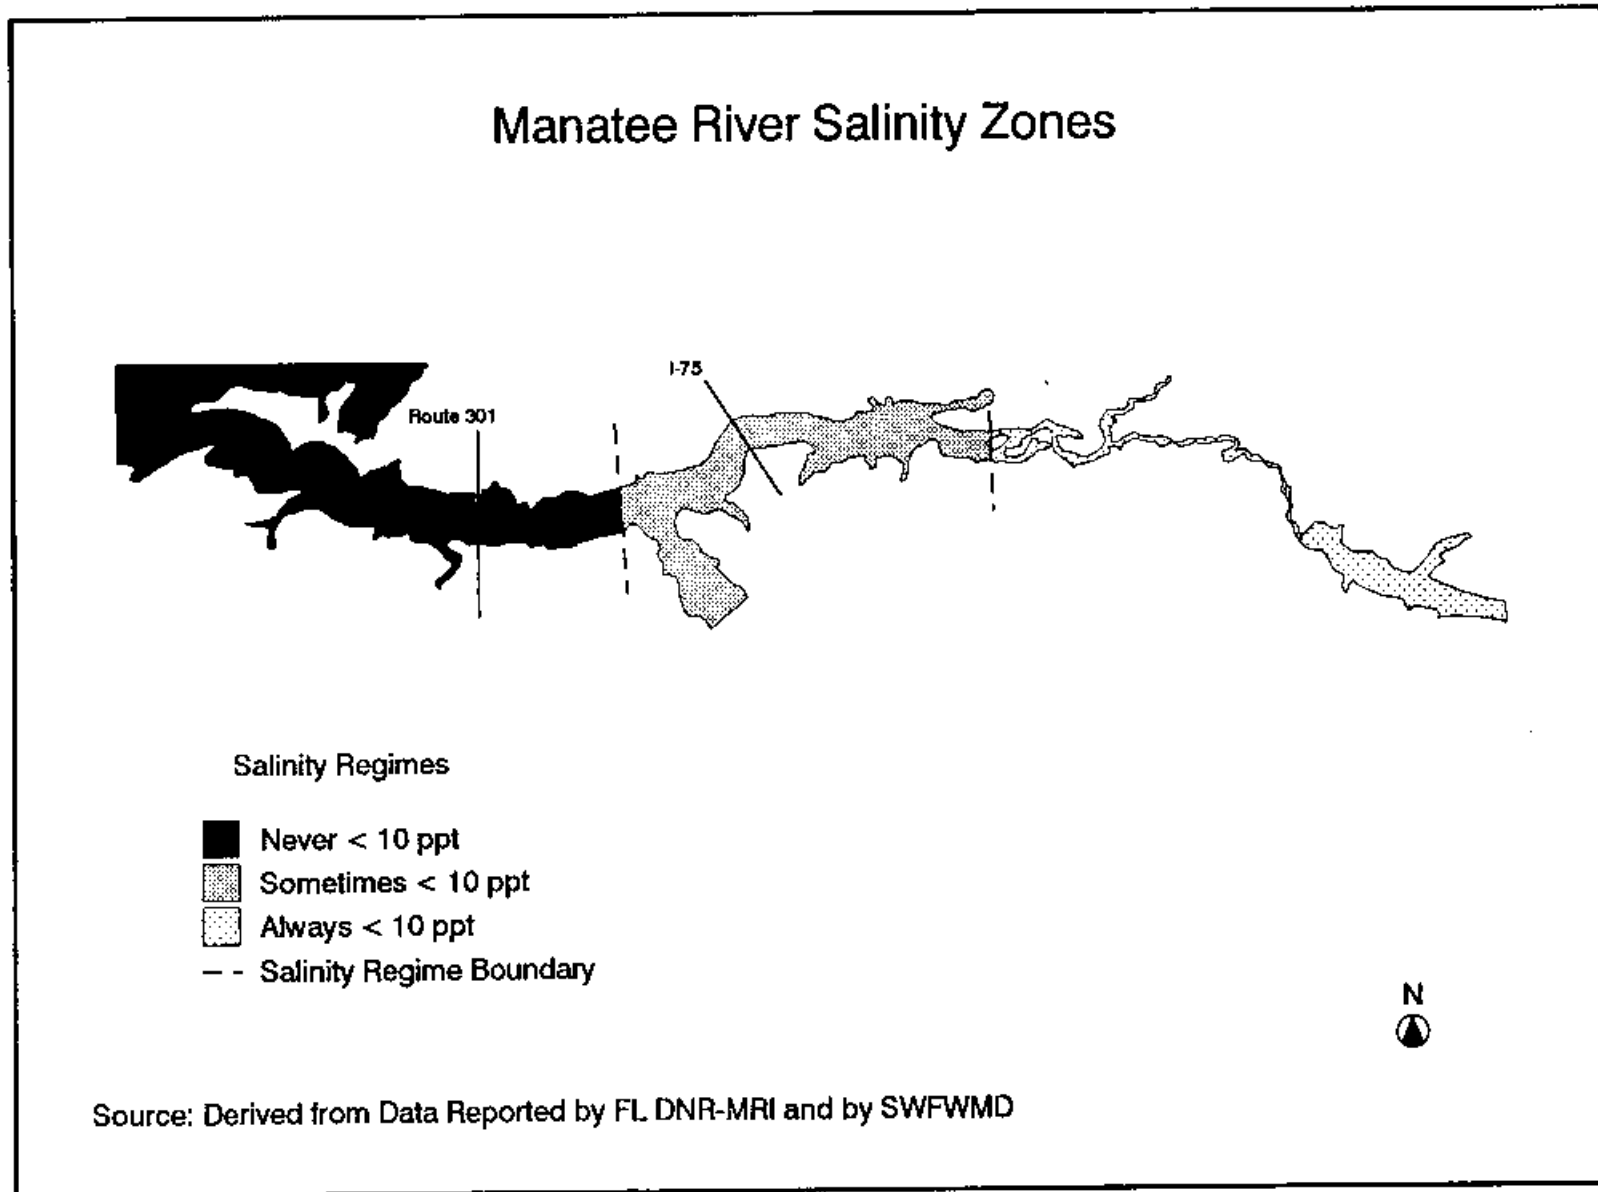 Manatee River Salinity Zones
I-75
Route 301
Salinity Regimes
Never < 10 ppt
Sometimes < 10 ppt
Always < 10 ppt
Salinity Regime Boundary
N
Source: Derived from Data Reported by FL DNR-MRI and by SWFWMD